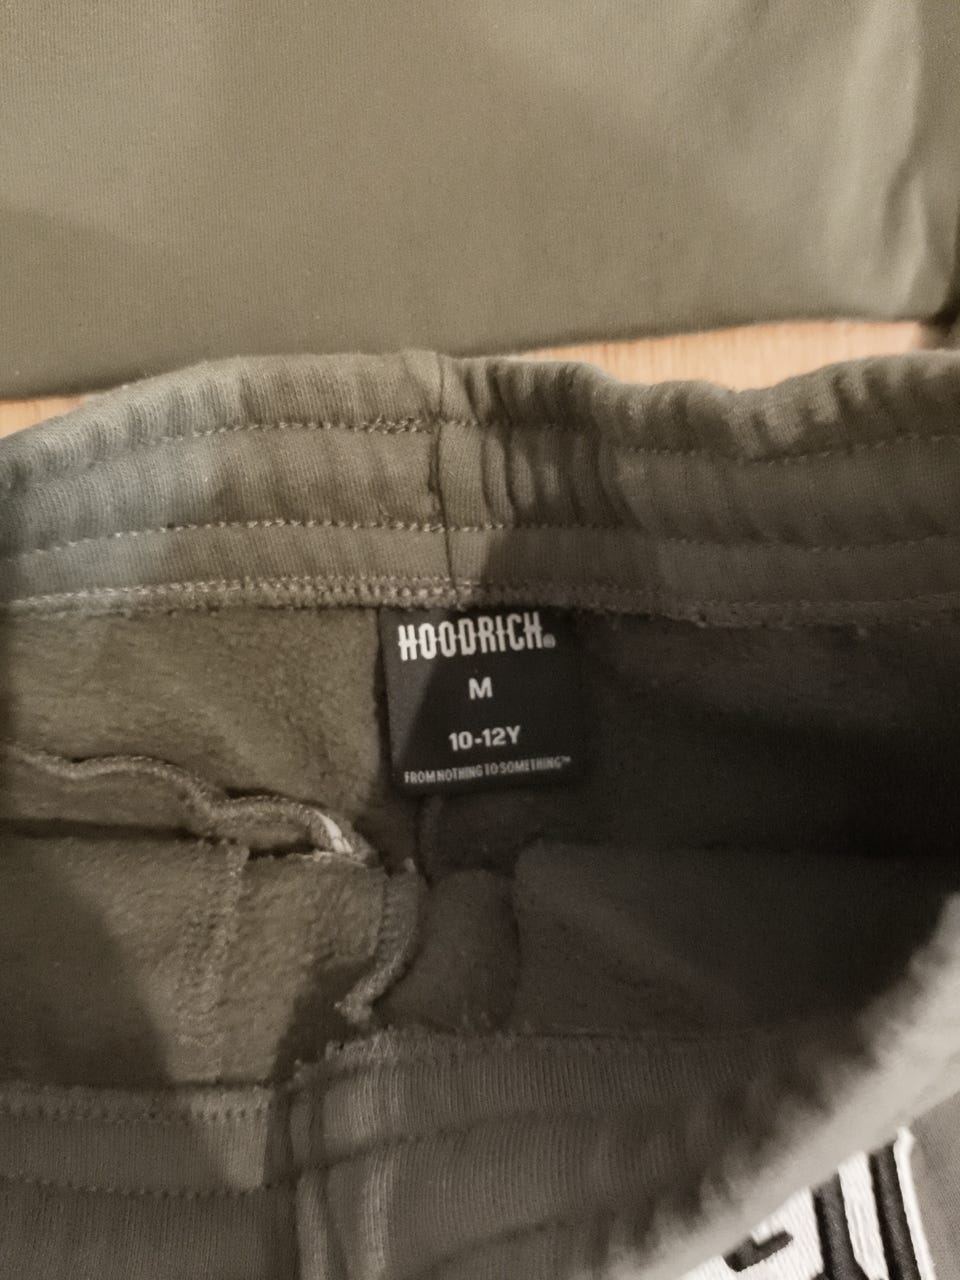 HOODRICH®
M
10-12Y
FROM NOTHING TO SOMETHING™